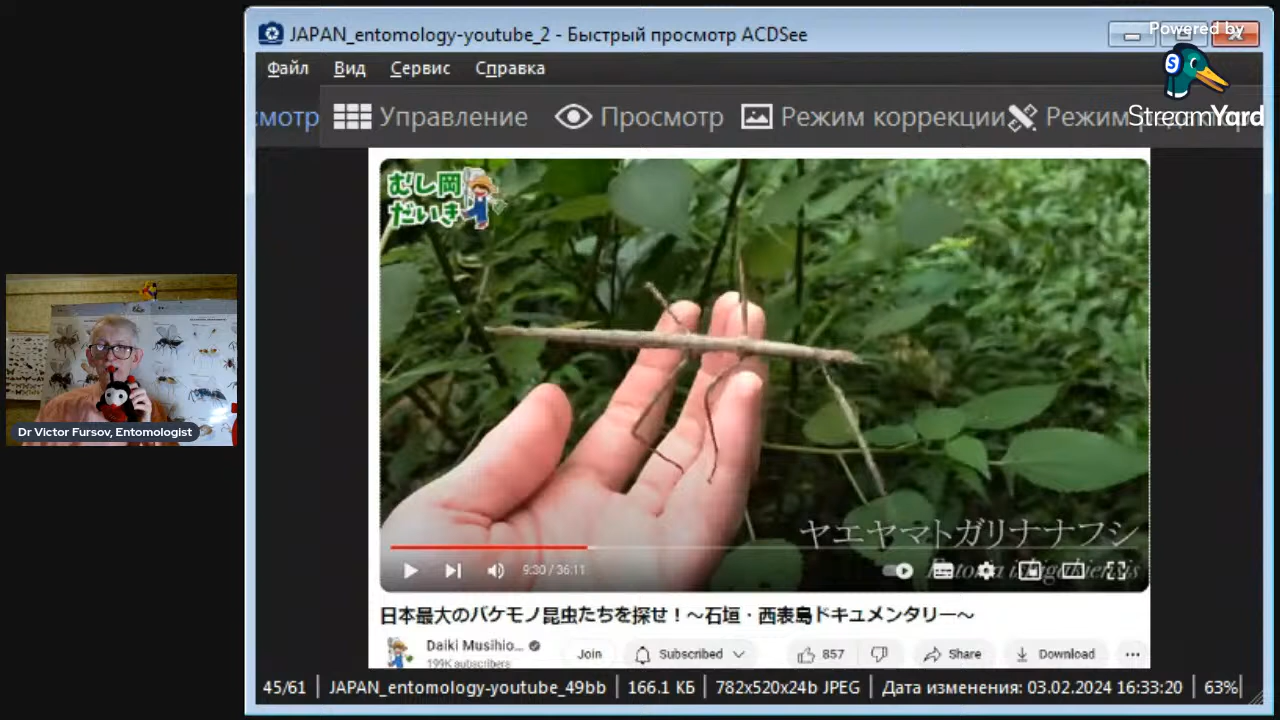 JAPAN_entomology-youtube_2 - Быстрый просмотр ACDSee
Powered by
StreamYard
Файл Вид Сервис Справка
смотр Управление Просмотр Режим коррекции Режим
むし岡
だいき
ヤエヤマトガリナナフシ
9:30 / 36:11
日本最大のバケモノ昆虫たちを探せ！～石垣・西表島ドキュメンタリー～
Daiki Musihio...
199K subscribers
Join Subscribed 857 Share Download ...
Dr Victor Fursov, Entomologist
45/61 JAPAN_entomology-youtube_49bb 166.1 КБ 782x520x24b JPEG Дата изменения: 03.02.2024 16:33:20 63%